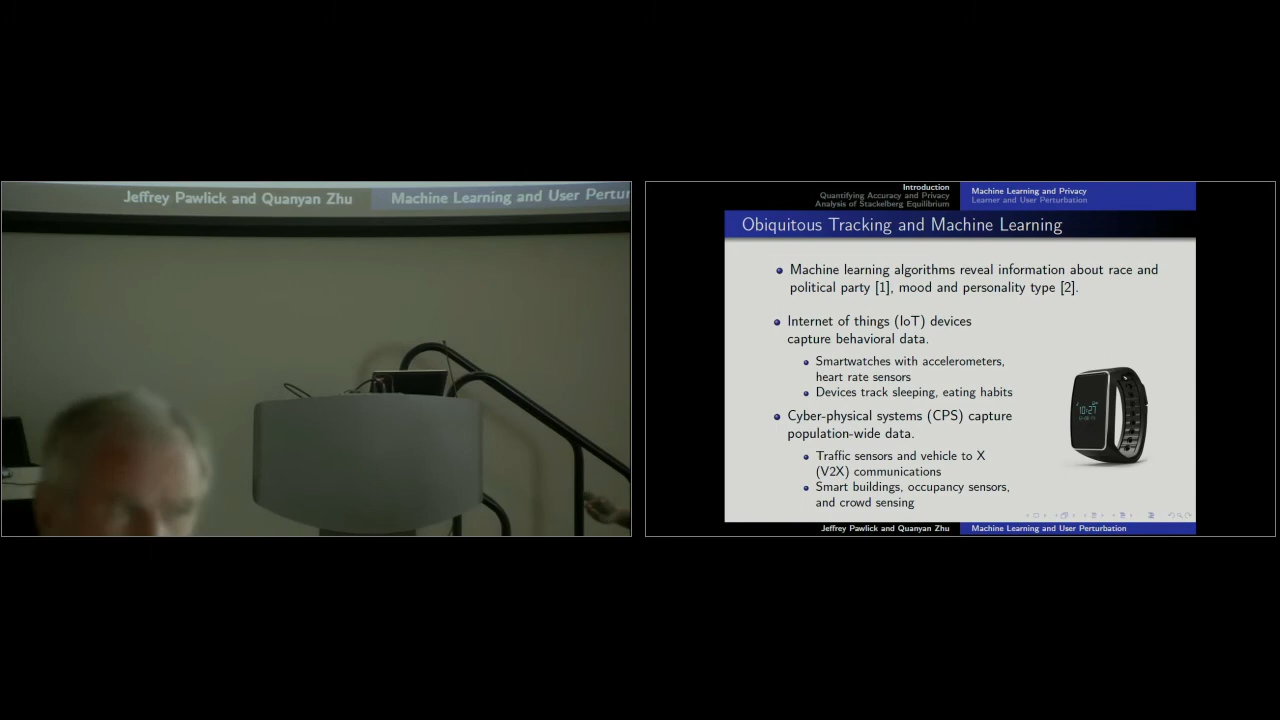 Jeffrey Pawlick and Quanyan Zhu
Machine Learning and User Pertur
Introduction
Quantifying Accuracy and Privacy
Analysis of Stackelberg Equilibrium
Machine Learning and Privacy
Learner and User Perturbation
Obiquitous Tracking and Machine Learning
Machine learning algorithms reveal information about race and
political party [1], mood and personality type [2].
Internet of things (IoT) devices
capture behavioral data.
Smartwatches with accelerometers,
heart rate sensors
Devices track sleeping, eating habits
Cyber-physical systems (CPS) capture
population-wide data.
Traffic sensors and vehicle to X
(V2X) communications
Smart buildings, occupancy sensors,
and crowd sensing
10:27
Jeffrey Pawlick and Quanyan Zhu
Machine Learning and User Perturbation